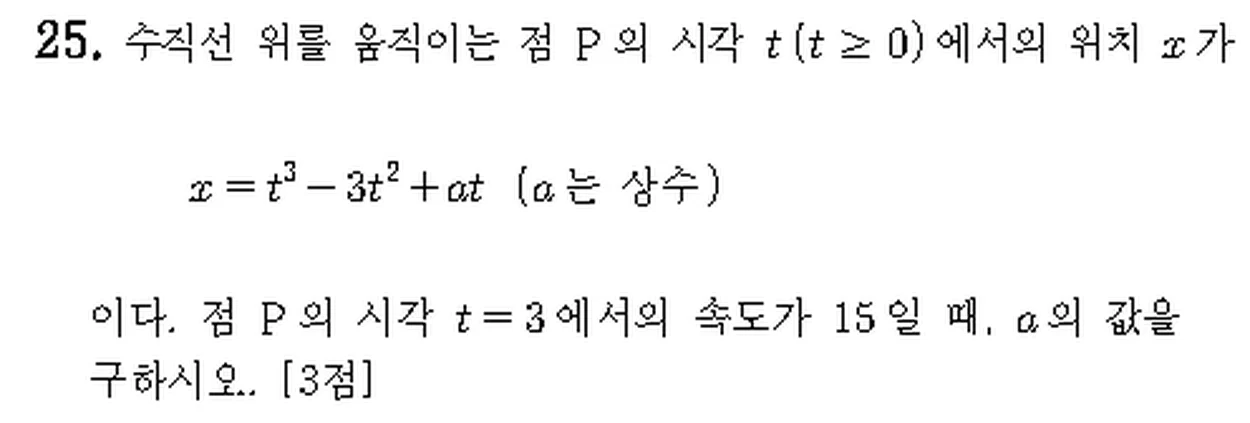 25. 수직선 위를 움직이는 점 P의 시각 t(t ≥ 0)에서의 위치 x가
x = t³ − 3t² + at (a는 상수)
이다. 점 P의 시각 t = 3에서의 속도가 15일 때, a의 값을
구하시오.. [3점]